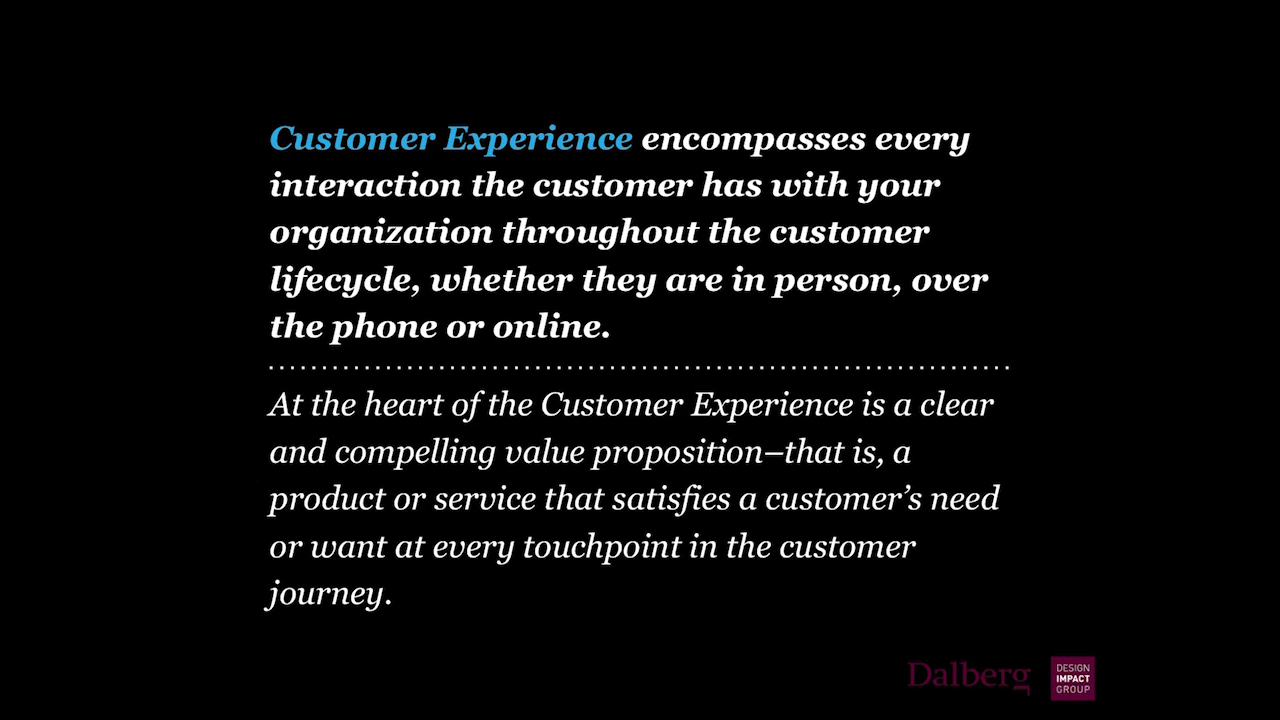 Customer Experience encompasses every
interaction the customer has with your
organization throughout the customer
lifecycle, whether they are in person, over
the phone or online.
At the heart of the Customer Experience is a clear
and compelling value proposition–that is, a
product or service that satisfies a customer’s need
or want at every touchpoint in the customer
journey.
Dalberg
DESIGN
IMPACT
GROUP